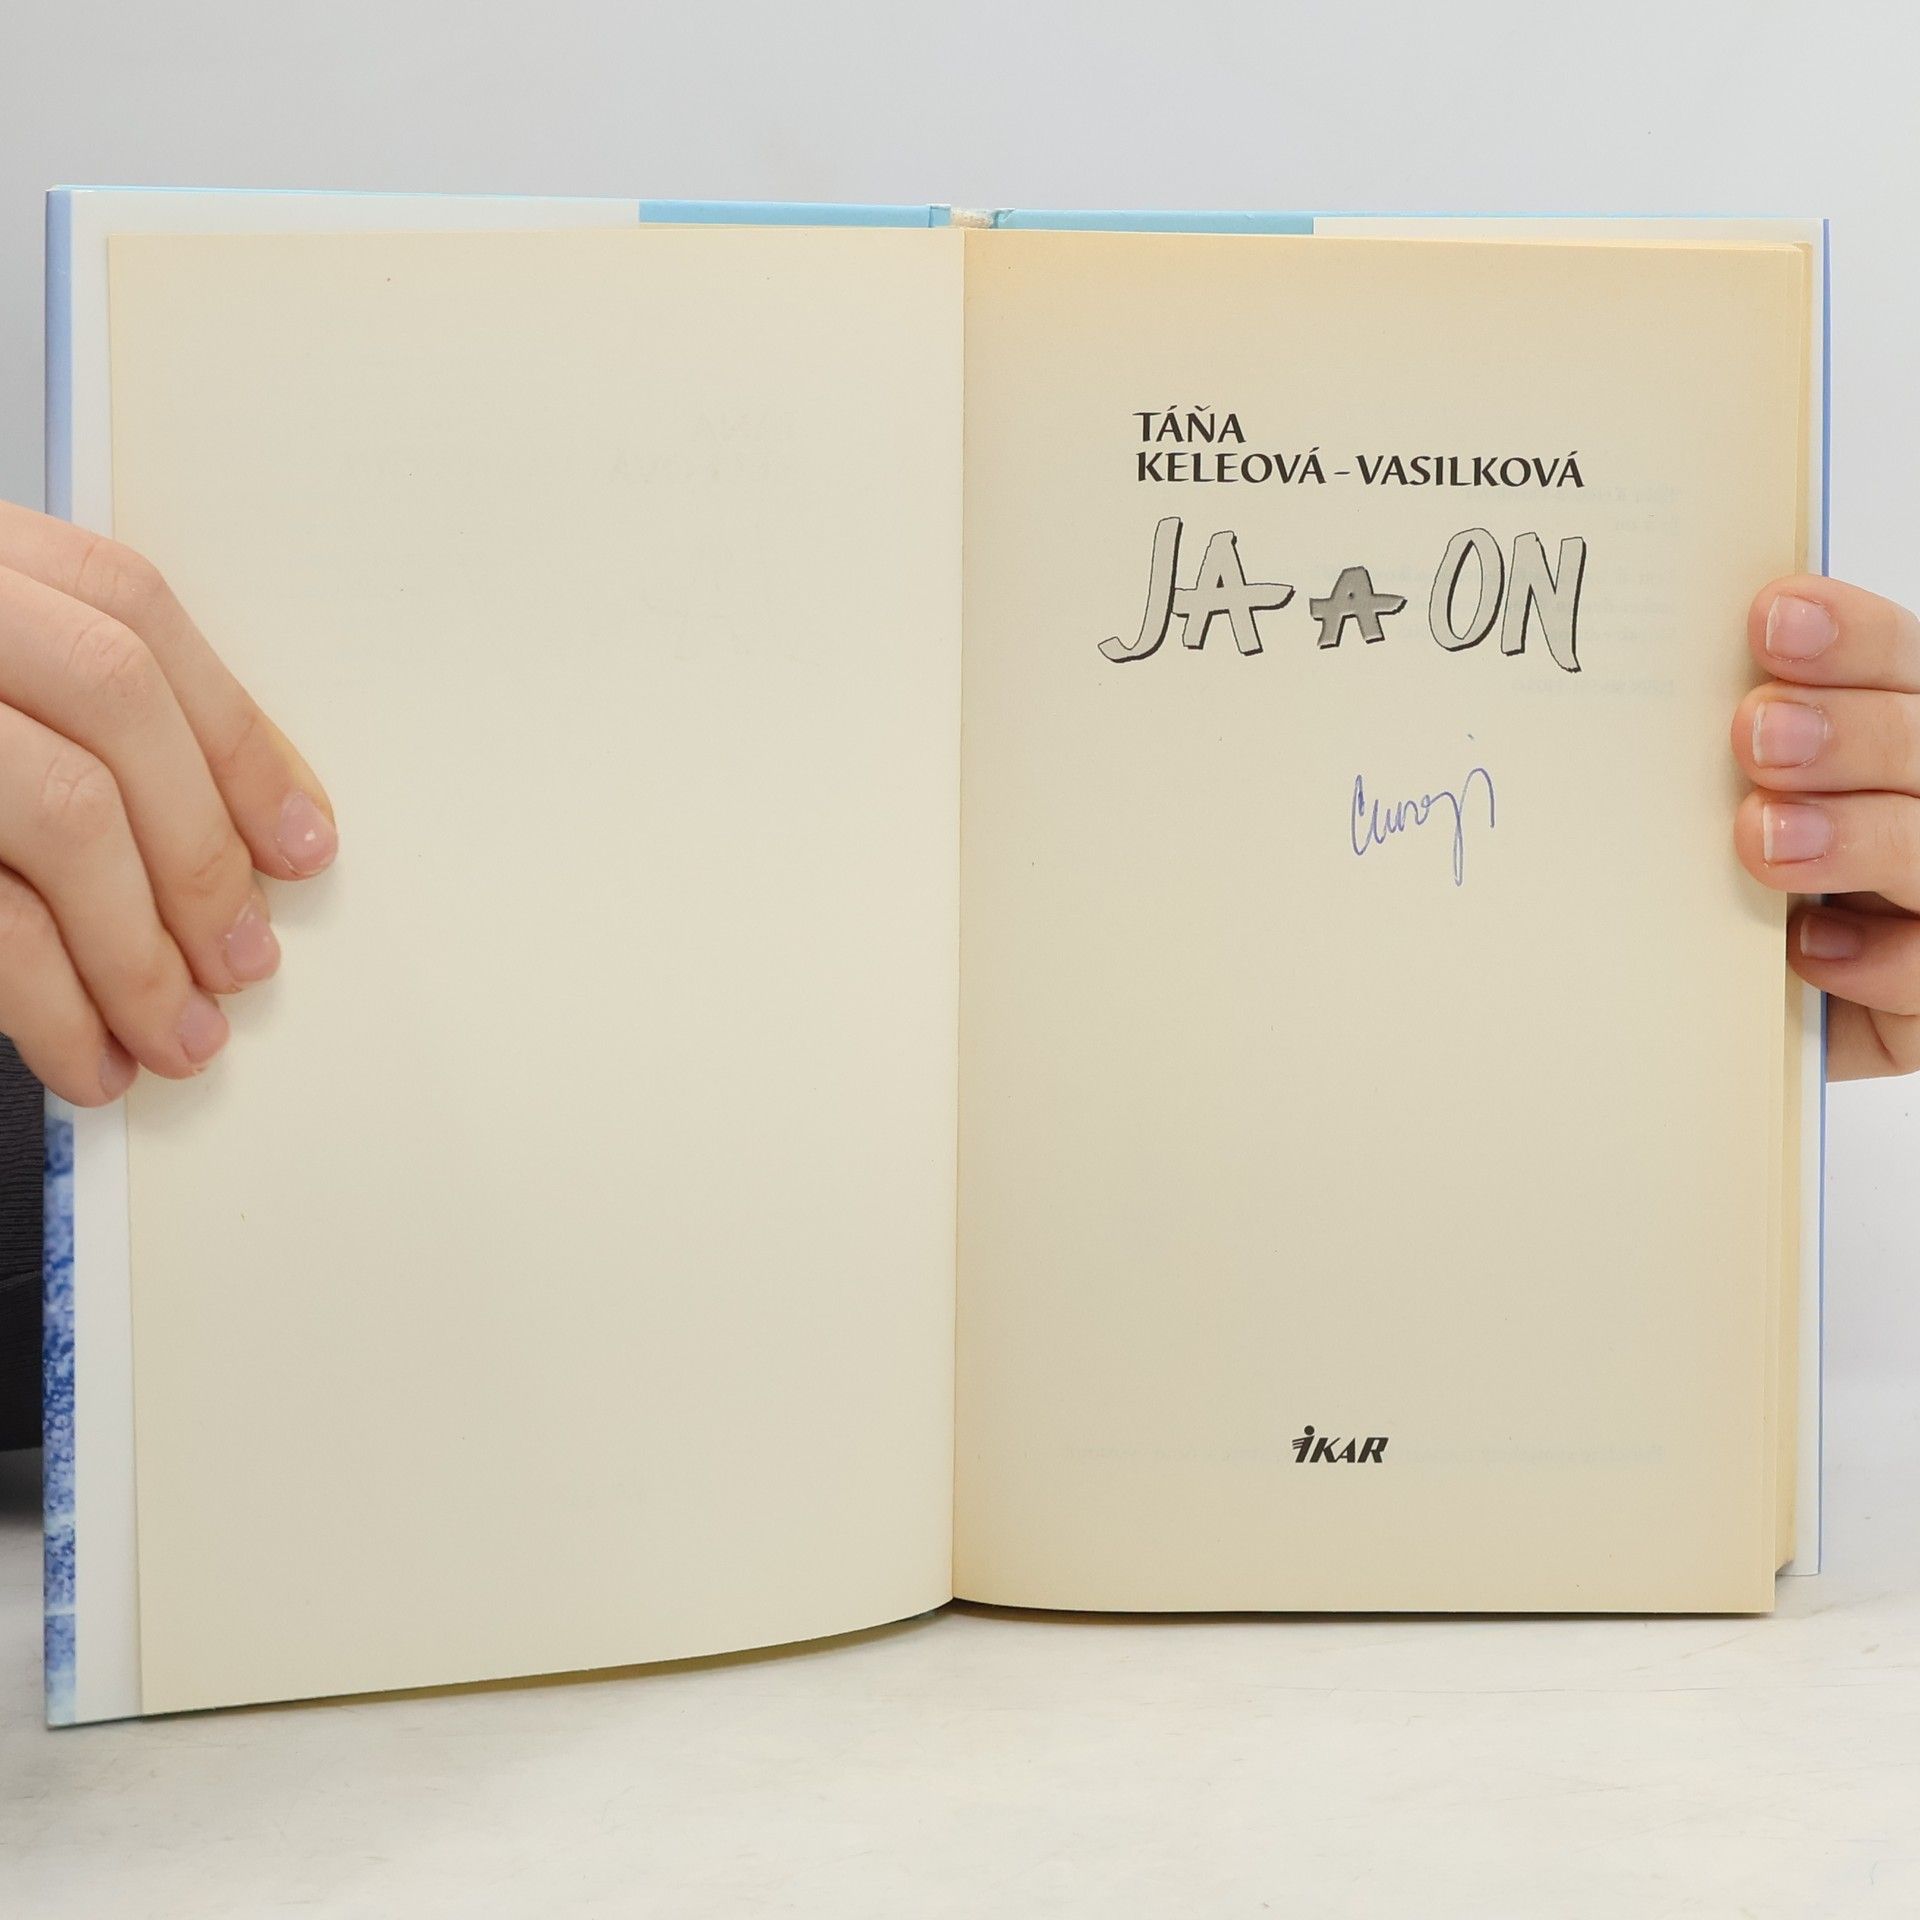 TÁŇA
KELEOVÁ-VASILKOVÁ
JA A ON
IKAR